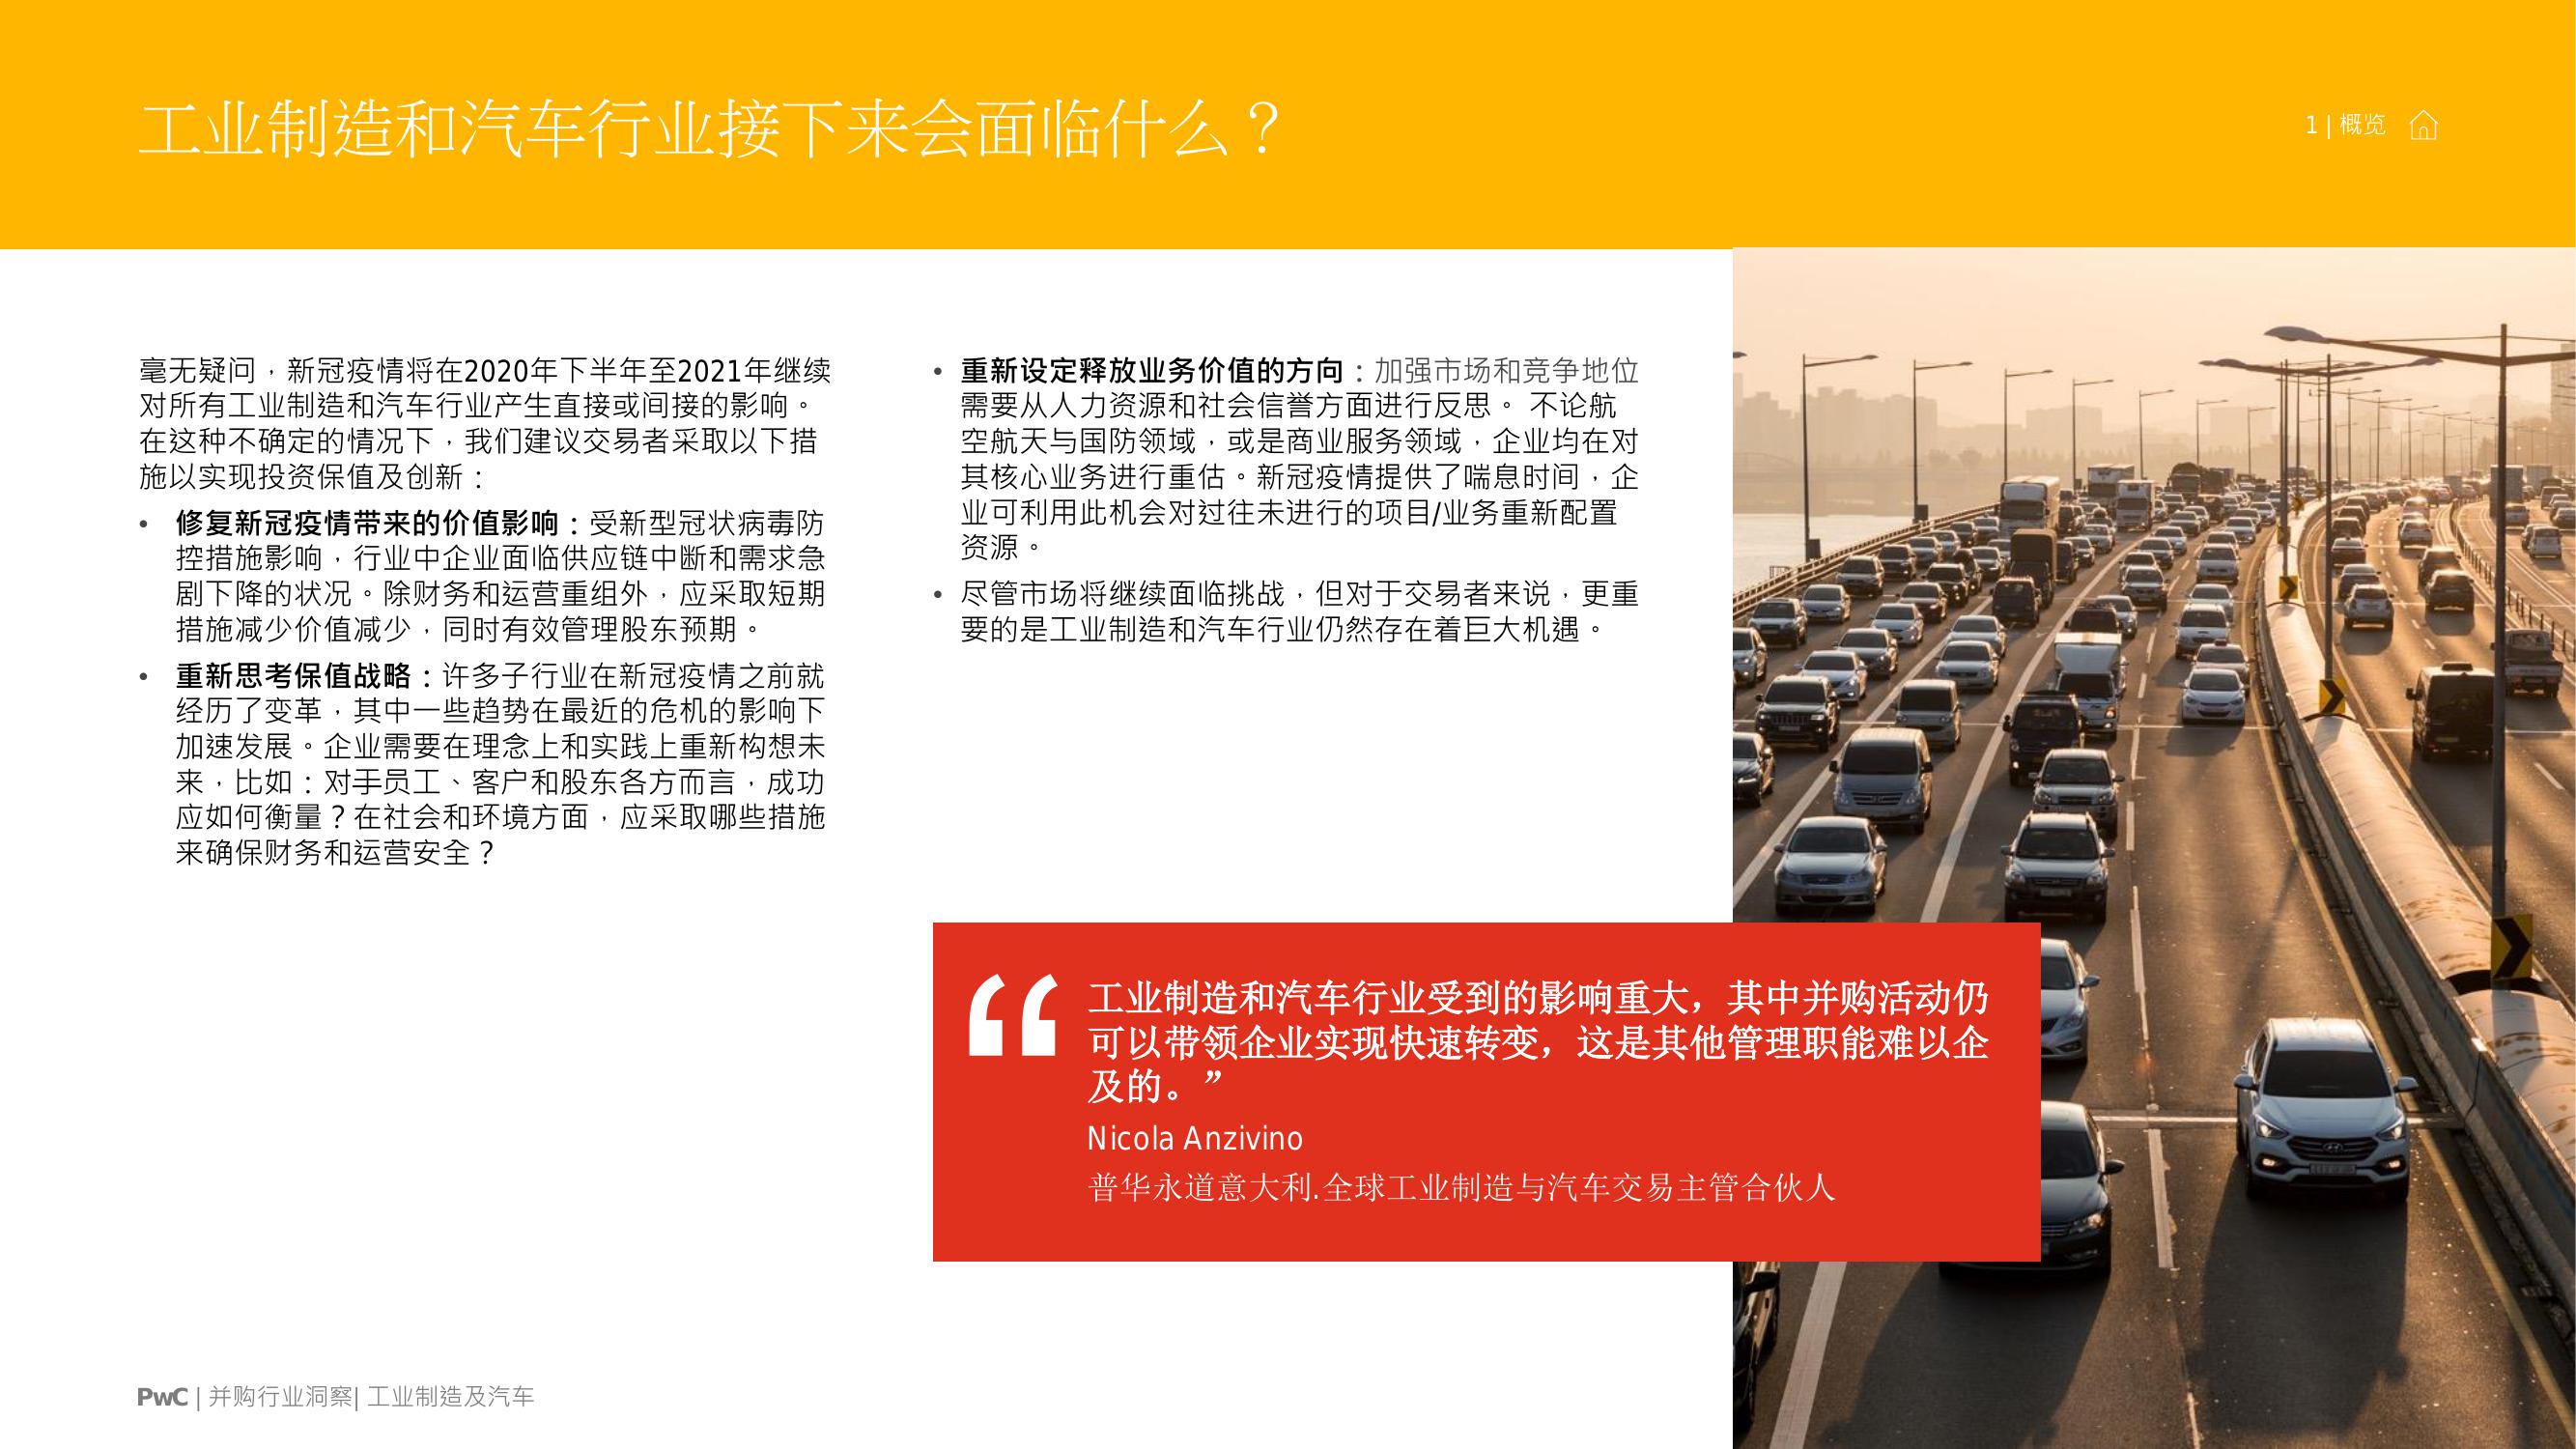 工业制造和汽车行业接下来会面临什么？
1 | 概览
毫无疑问，新冠疫情将在2020年下半年至2021年继续
对所有工业制造和汽车行业产生直接或间接的影响。
在这种不确定的情况下，我们建议交易者采取以下措
施以实现投资保值及创新：
• 修复新冠疫情带来的价值影响：受新型冠状病毒防
控措施影响，行业中企业面临供应链中断和需求急
剧下降的状况。除财务和运营重组外，应采取短期
措施减少价值减少，同时有效管理股东预期。
• 重新思考保值战略：许多子行业在新冠疫情之前就
经历了变革，其中一些趋势在最近的危机的影响下
加速发展。企业需要在理念上和实践上重新构想未
来，比如：对手员工、客户和股东各方而言，成功
应如何衡量？在社会和环境方面，应采取哪些措施
来确保财务和运营安全？
• 重新设定释放业务价值的方向：加强市场和竞争地位
需要从人力资源和社会信誉方面进行反思。 不论航
空航天与国防领域，或是商业服务领域，企业均在对
其核心业务进行重估。新冠疫情提供了喘息时间，企
业可利用此机会对过往未进行的项目/业务重新配置
资源。
• 尽管市场将继续面临挑战，但对于交易者来说，更重
要的是工业制造和汽车行业仍然存在着巨大机遇。
“工业制造和汽车行业受到的影响重大，其中并购活动仍
可以带领企业实现快速转变，这是其他管理职能难以企
及的。”
Nicola Anzivino
普华永道意大利.全球工业制造与汽车交易主管合伙人
PwC | 并购行业洞察| 工业制造及汽车